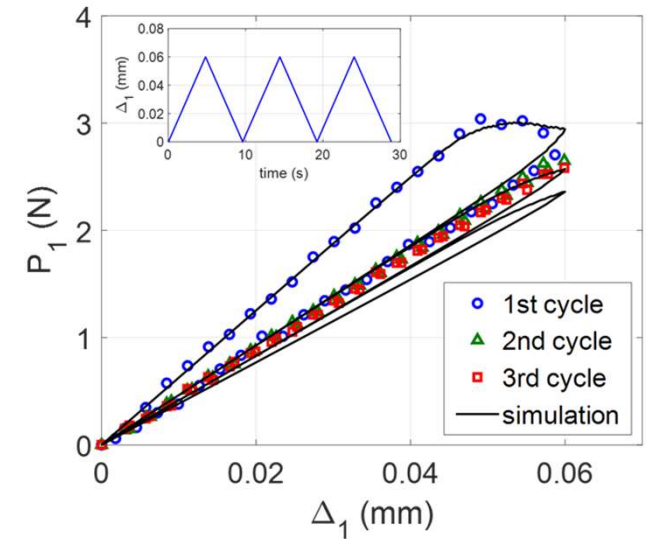 4
3
2
1
0
P1 (N)
0.08
0.06
0.04
0.02
0
Δ1 (mm)
0 10 20 30
time (s)
1st cycle
2nd cycle
3rd cycle
simulation
0 0.02 0.04 0.06
Δ1 (mm)